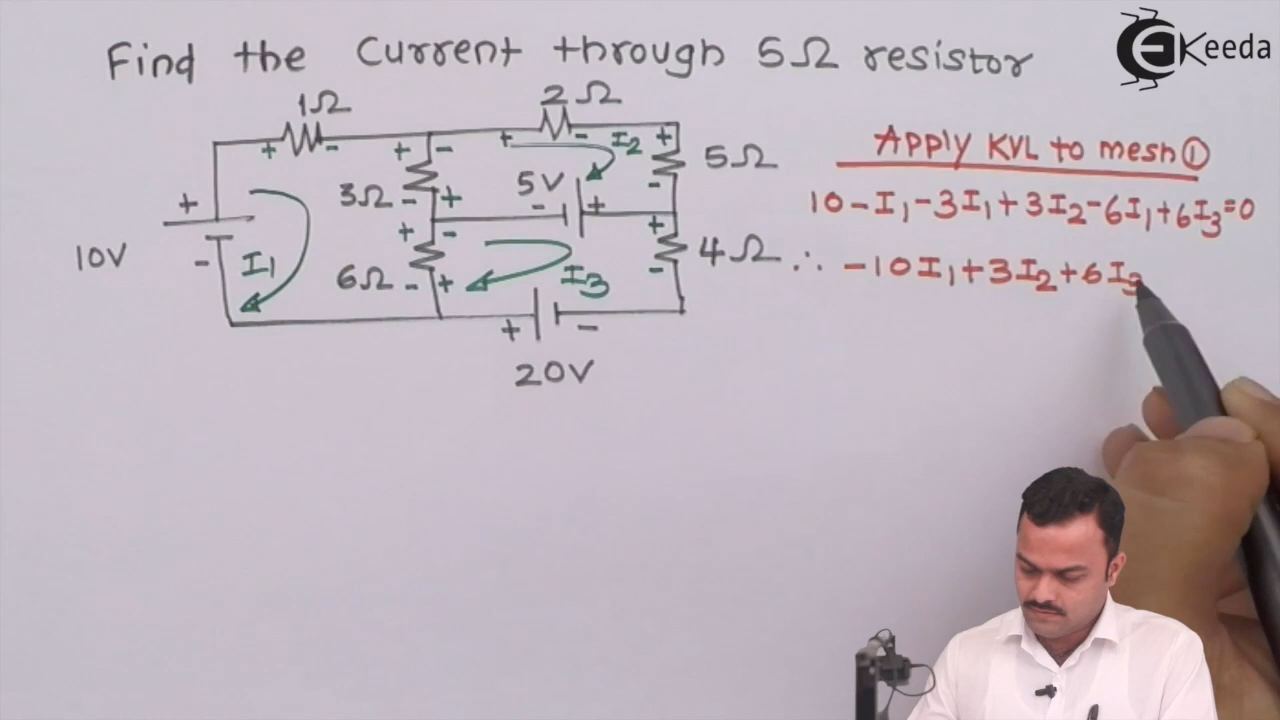 Find the Current through 5Ω resistor
EKeeda
1Ω
2Ω
+ - + - + - I2 +
5Ω
-
3Ω - +
5V
- +
10V
+
-
I1
+ -
6Ω - +
I3
+
4Ω
-
+ -
20V
Apply KVL to mesh ①
10 - I1 - 3I1 + 3I2 - 6I1 + 6I3 = 0
∴ -10I1 + 3I2 + 6I3